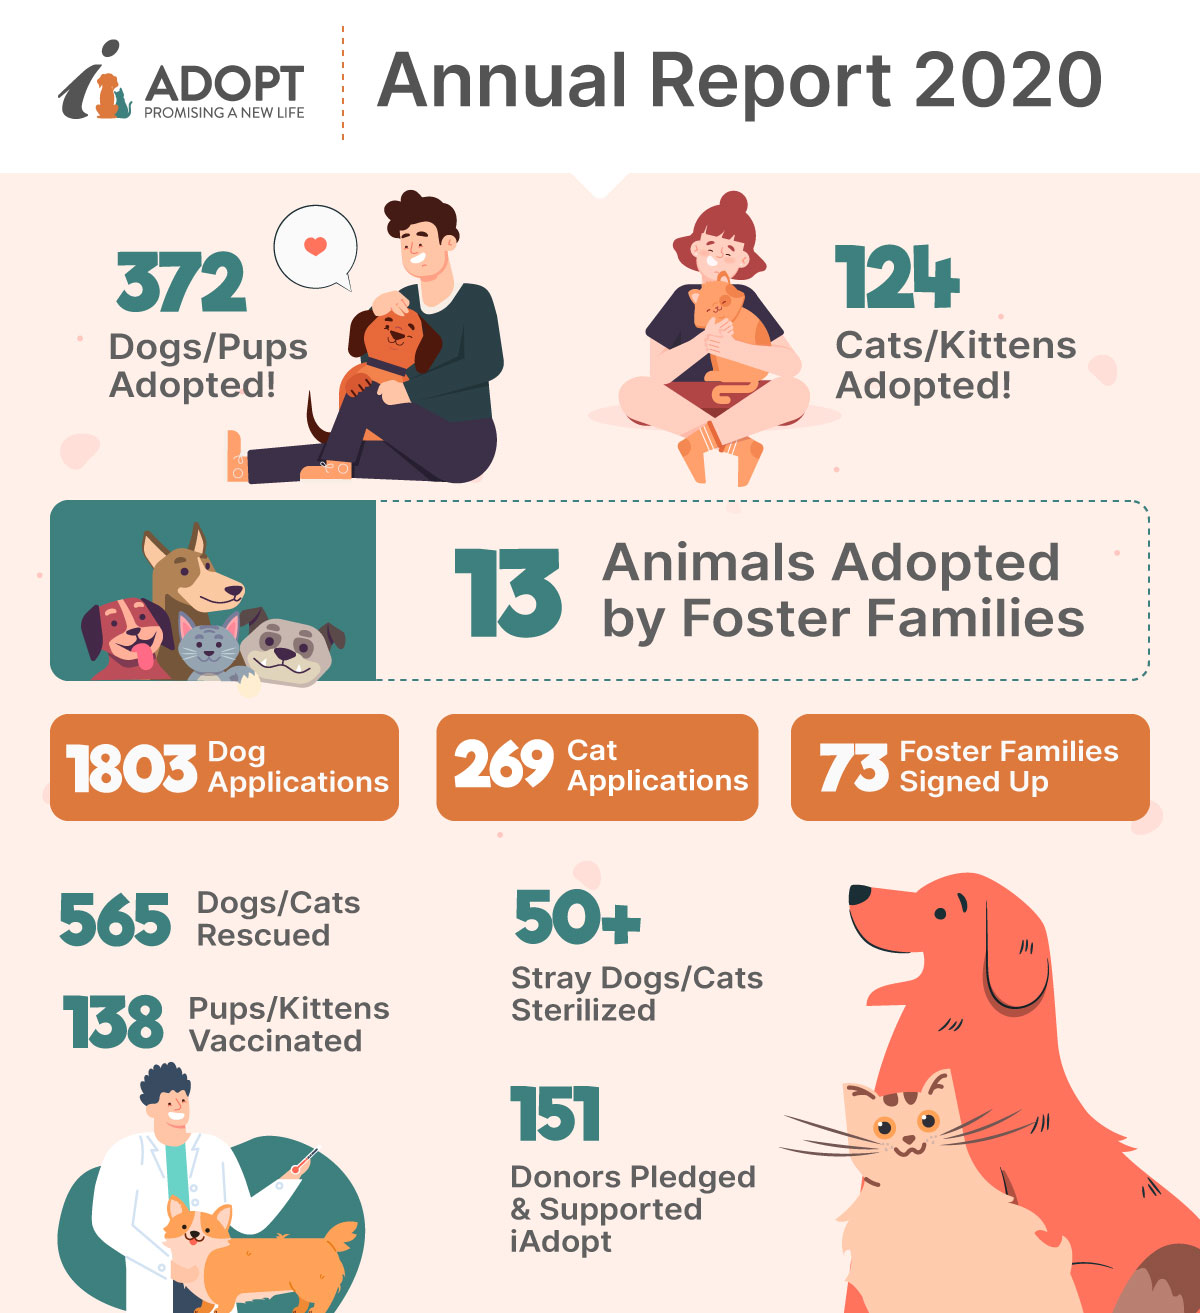 iADOPT
PROMISING A NEW LIFE
Annual Report 2020
372
Dogs/Pups
Adopted!
124
Cats/Kittens
Adopted!
13
Animals Adopted
by Foster Families
1803
Dog
Applications
269
Cat
Applications
73
Foster Families
Signed Up
565
Dogs/Cats
Rescued
138
Pups/Kittens
Vaccinated
50+
Stray Dogs/Cats
Sterilized
151
Donors Pledged
& Supported
iAdopt